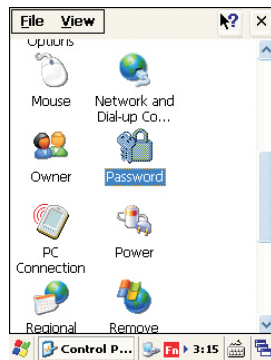 File View
Options
Mouse Network and
Dial-up Co...
Owner Password
PC Power
Connection
Regional Remove
Control P... Fn 3:15